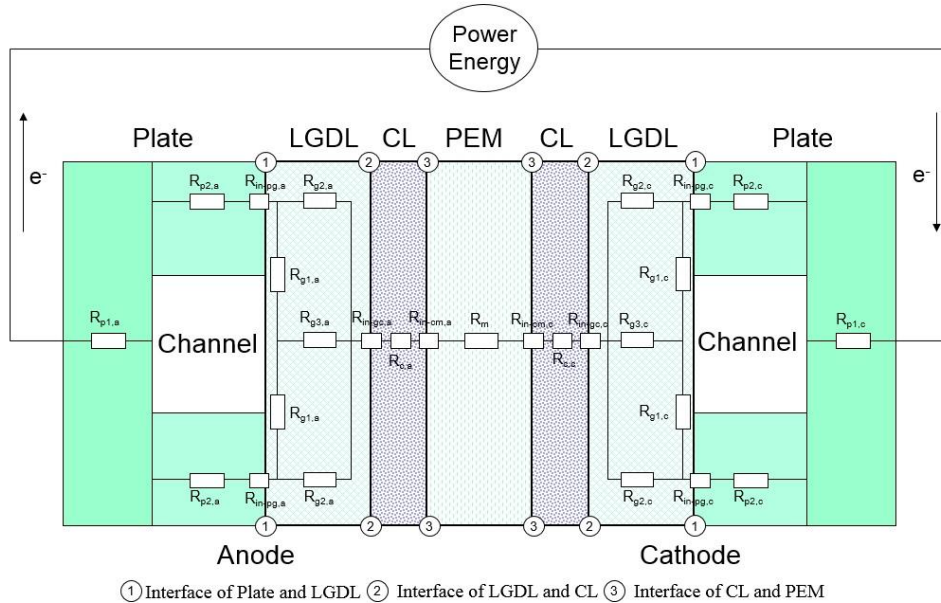 Power
Energy
Plate LGDL CL PEM CL LGDL Plate
1 2 3 3 2 1
e- e-
Rp2,a Rin-pg,a Rg2,a Rg2,c Rin-pg,c Rp2,c
Rg1,a Rg1,c
Rp1,a Rg3,a Rin-gc,a Rin-cm,a Rm Rin-cm,c Rin-gc,c Rg3,c Rp1,c
Channel Channel
Rc,a Rc,c
Rg1,a Rg1,c
Rp2,a Rin-pg,a Rg2,a Rg2,c Rin-pg,c Rp2,c
1 2 3 3 2 1
Anode Cathode
1 Interface of Plate and LGDL 2 Interface of LGDL and CL 3 Interface of CL and PEM